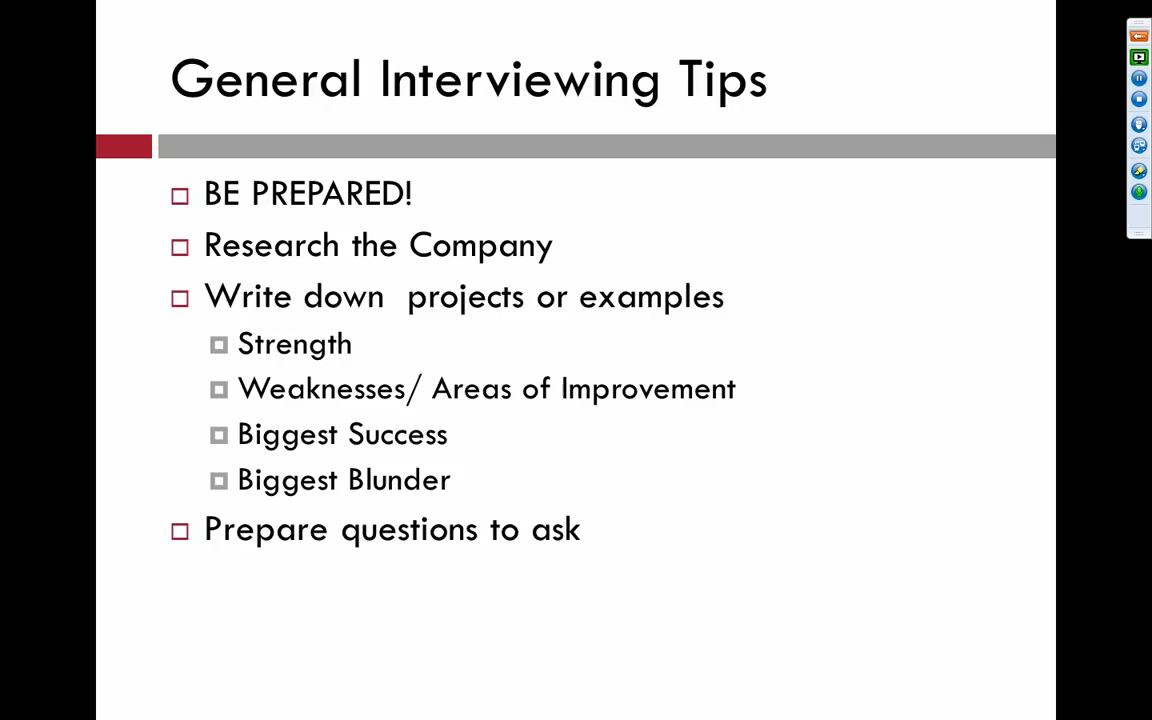 General Interviewing Tips
BE PREPARED!
Research the Company
Write down  projects or examples
Strength
Weaknesses/ Areas of Improvement
Biggest Success
Biggest Blunder
Prepare questions to ask